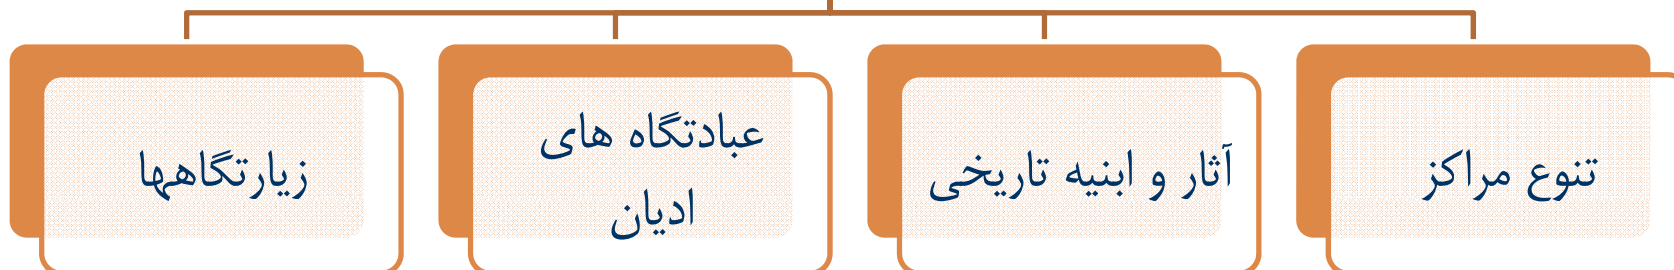 تنوع مراکز
آثار و ابنیه تاریخی
عبادتگاه های
ادیان
زیارتگاهها